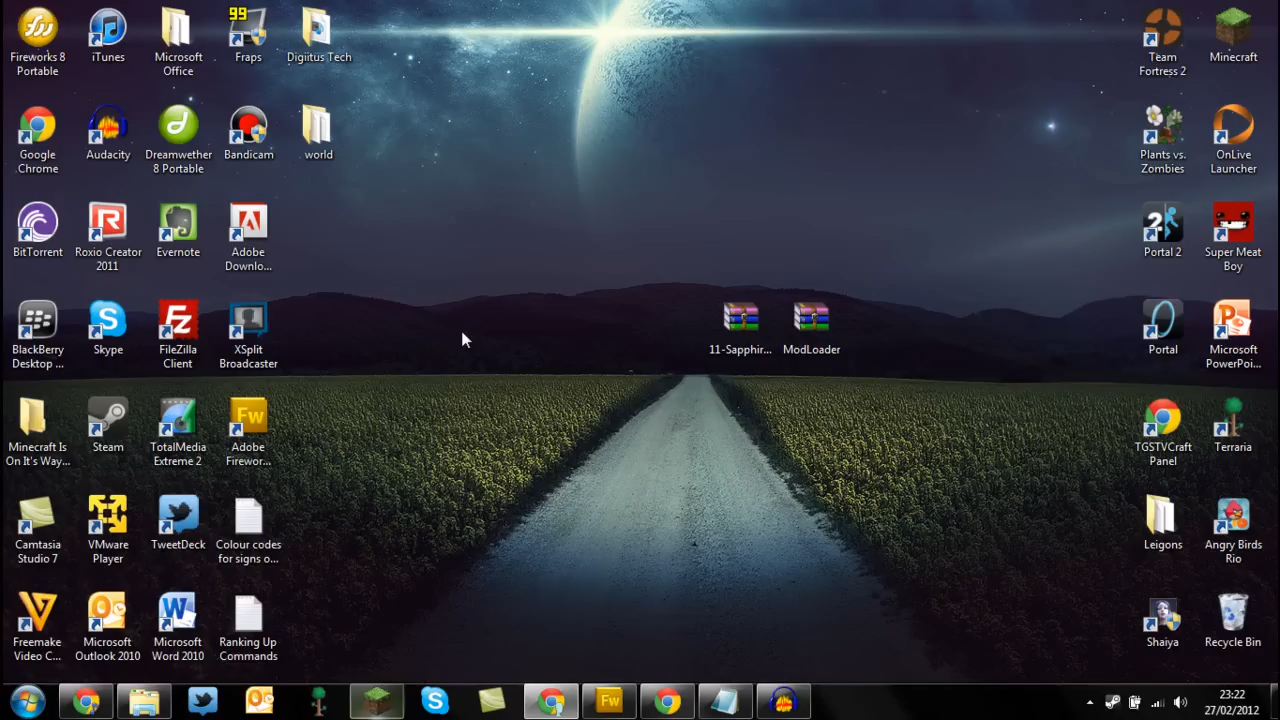 99
Fireworks 8
Portable
iTunes
Microsoft
Office
Fraps
Digiitus Tech
Team
Fortress 2
Minecraft
Google
Chrome
Audacity
Dreamwether
8 Portable
Bandicam
world
Plants vs.
Zombies
OnLive
Launcher
BitTorrent
Roxio Creator
2011
Evernote
Adobe
Downlo...
Portal 2
Super Meat
Boy
BlackBerry
Desktop ...
Skype
FileZilla
Client
XSplit
Broadcaster
11-Sapphir...
ModLoader
Portal
Microsoft
PowerPoi...
Minecraft Is
On It's Way...
Steam
TotalMedia
Extreme 2
Fw
Adobe
Firewor...
TGSTVCraft
Panel
Terraria
Camtasia
Studio 7
VMware
Player
TweetDeck
Colour codes
for signs o...
Leigons
Angry Birds
Rio
Freemake
Video C...
Microsoft
Outlook 2010
Microsoft
Word 2010
Ranking Up
Commands
Shaiya
Recycle Bin
Fw
23:22
27/02/2012